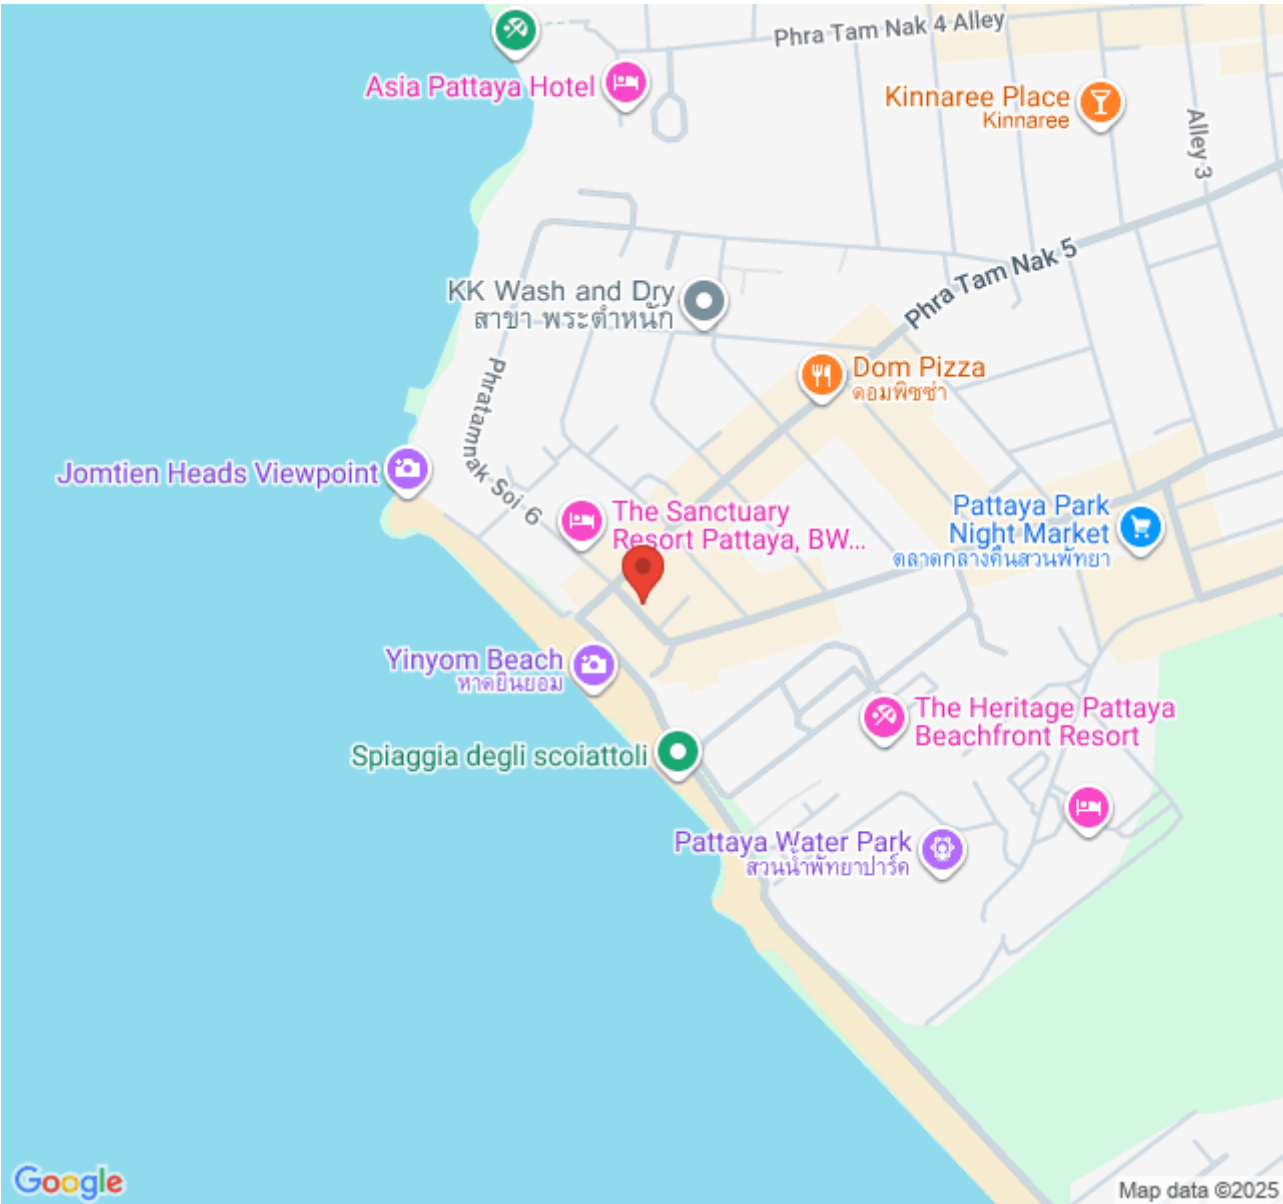 Phra Tam Nak 4 Alley
Asia Pattaya Hotel
Kinnaree Place
Kinnaree
Alley 3
Phra Tam Nak 5
KK Wash and Dry
สาขา พระตำหนัก
Dom Pizza
ดอมพิซซ่า
Phratamnak Soi 6
Jomtien Heads Viewpoint
The Sanctuary
Resort Pattaya, BW...
Pattaya Park
Night Market
ตลาดกลางคืนสวนพัทยา
Yinyom Beach
หาดยินยอม
The Heritage Pattaya
Beachfront Resort
Spiaggia degli scoiattoli
Pattaya Water Park
สวนน้ำพัทยาปาร์ค
Google
Map data ©2025